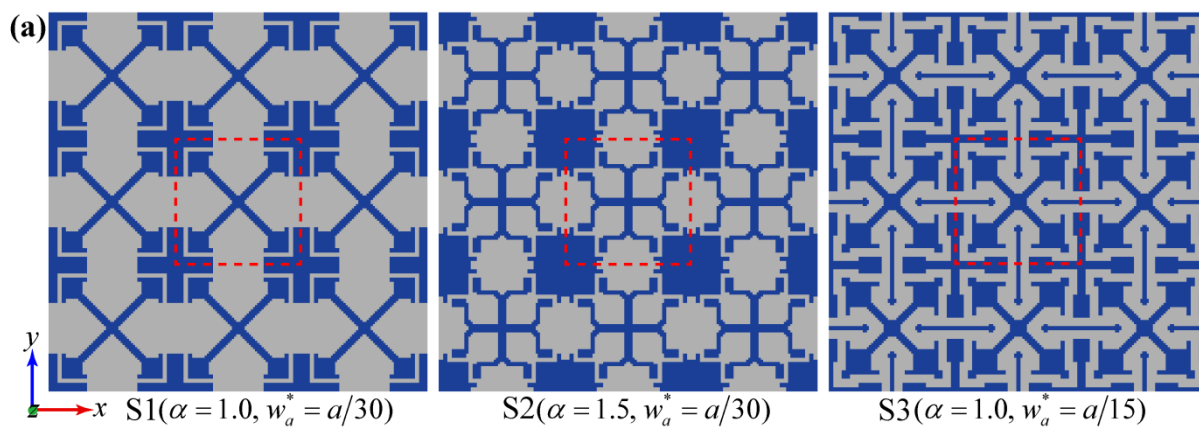 (a)
y
z
x
S1(α = 1.0, w*ₐ = a/30)
S2(α = 1.5, w*ₐ = a/30)
S3(α = 1.0, w*ₐ = a/15)